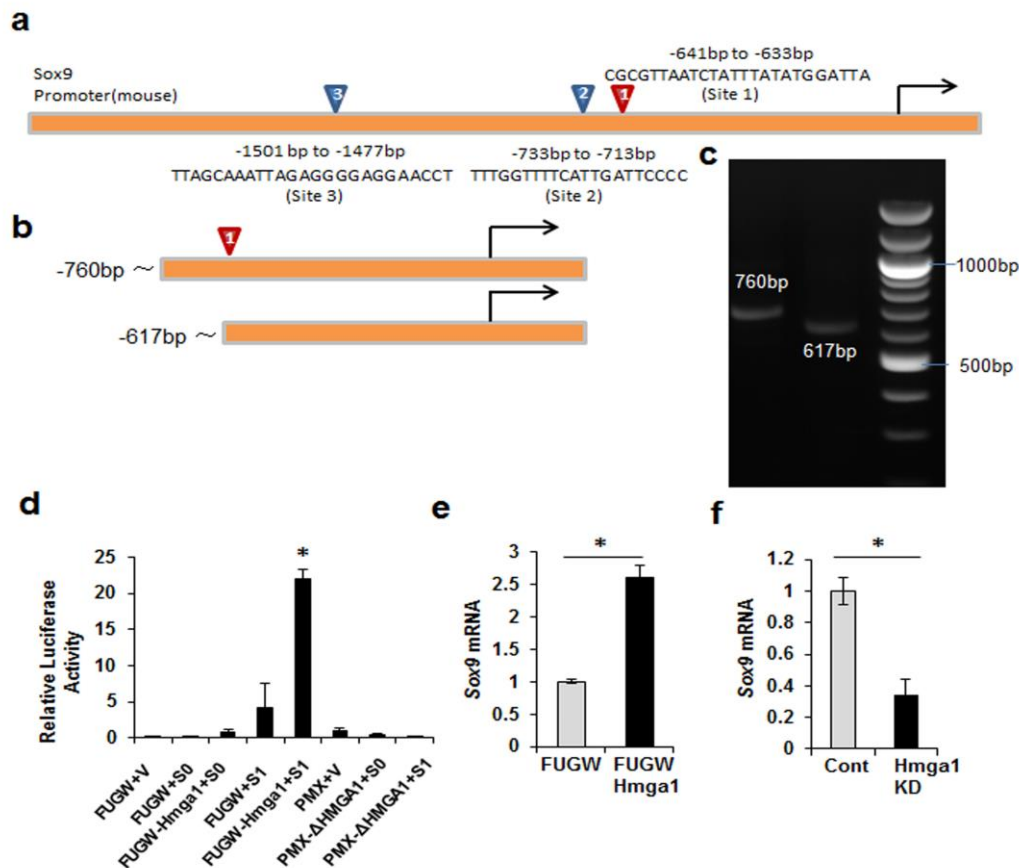 a
Sox9
Promoter(mouse)
-641bp to -633bp
CGCGTTAATCTATTTATATGGATTA
(Site 1)
3
2
1
-1501 bp to -1477bp
TTAGCAAATTAGAGGGGAGGAACCT
(Site 3)
-733bp to -713bp
TTTGGTTTTCATTGATTCCCC
(Site 2)
b
1
-760bp ~
-617bp ~
c
760bp
617bp
1000bp
500bp
d
Relative Luciferase
Activity
25
20
15
10
5
0
*
FUGW+V
FUGW+S0
FUGW-Hmga1+S0
FUGW+S1
FUGW-Hmga1+S1
PMX+V
PMX-ΔHMGA1+S0
PMX-ΔHMGA1+S1
e
Sox9 mRNA
3
2.5
2
1.5
1
0.5
0
*
FUGW
FUGW
Hmga1
f
Sox9 mRNA
1.2
1
0.8
0.6
0.4
0.2
0
*
Cont
Hmga1
KD